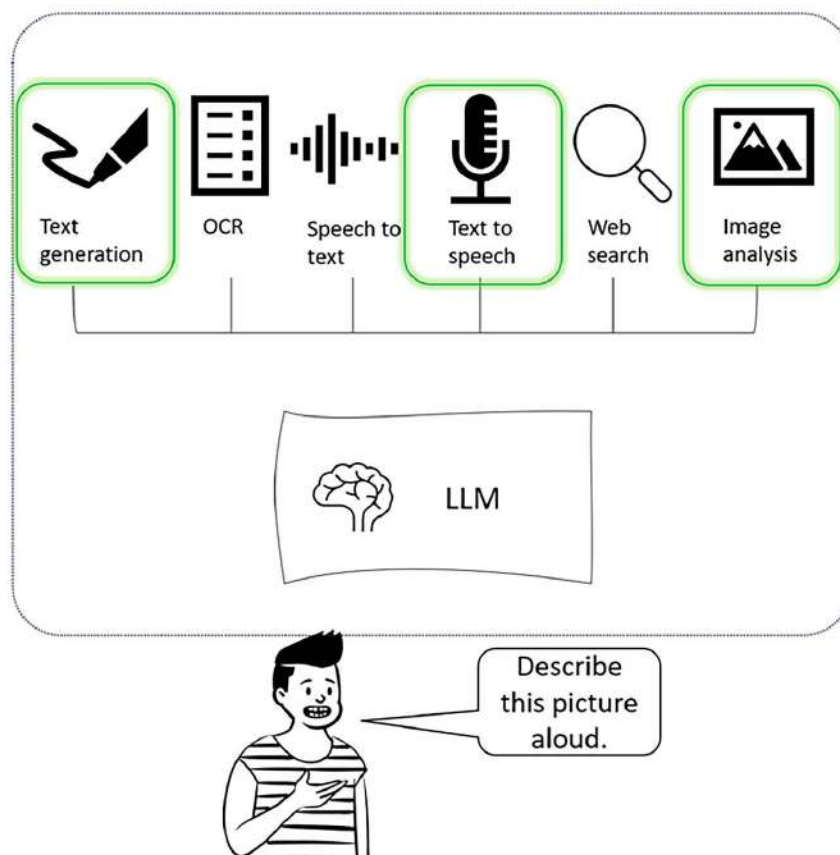 Text
generation
OCR
Speech to
text
Text to
speech
Web
search
Image
analysis
LLM
Describe
this picture
aloud.